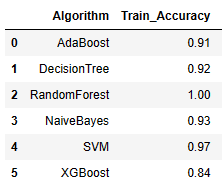 Algorithm Train_Accuracy
0 AdaBoost 0.91
1 DecisionTree 0.92
2 RandomForest 1.00
3 NaiveBayes 0.93
4 SVM 0.97
5 XGBoost 0.84